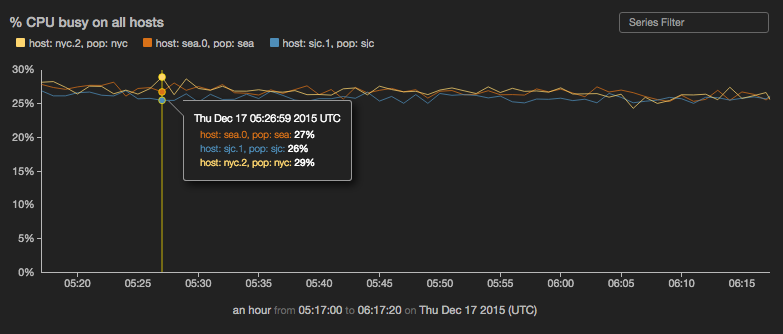 % CPU busy on all hosts
Series Filter
host: nyc.2, pop: nyc host: sea.0, pop: sea host: sjc.1, pop: sjc
30%
25%
20%
15%
10%
5%
0%
Thu Dec 17 05:26:59 2015 UTC
host: sea.0, pop: sea: 27%
host: sjc.1, pop: sjc: 26%
host: nyc.2, pop: nyc: 29%
05:20 05:25 05:30 05:35 05:40 05:45 05:50 05:55 06:00 06:05 06:10 06:15
an hour from 05:17:00 to 06:17:20 on Thu Dec 17 2015 (UTC)